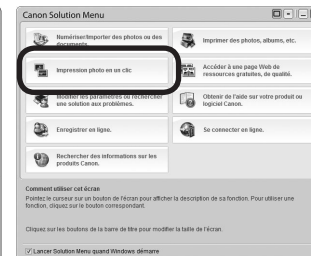 Canon Solution Menu
Numériser/Importer des photos ou des
documents.
Imprimer des photos, albums, etc.
Impression photo en un clic
Accéder à une page Web de
ressources gratuites, de qualité.
Modifier les paramètres ou rechercher
une solution aux problèmes.
Obtenir de l'aide sur votre produit ou
logiciel Canon.
Enregistrer en ligne.
Se connecter en ligne.
Rechercher des informations sur les
produits Canon.
Comment utiliser cet écran
Pointez le curseur sur un bouton de l'écran pour afficher la description de sa fonction. Pour utiliser une
fonction, cliquez sur le bouton correspondant.
Cliquez sur les boutons de la barre de titre pour modifier la taille de l'écran.
Lancer Solution Menu quand Windows démarre